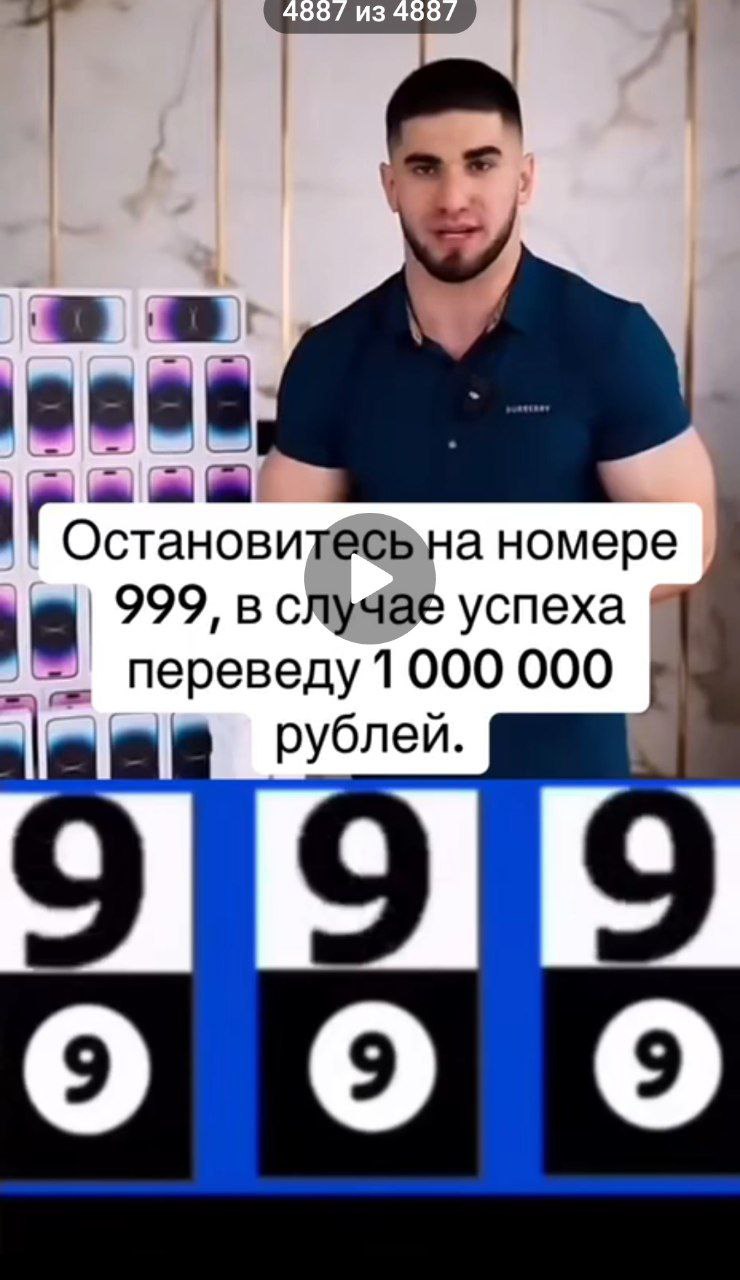 4887 из 4887
BURBERRY
Остановитесь на номере
999, в случае успеха
переведу 1 000 000
рублей.
9 9 9
9 9 9